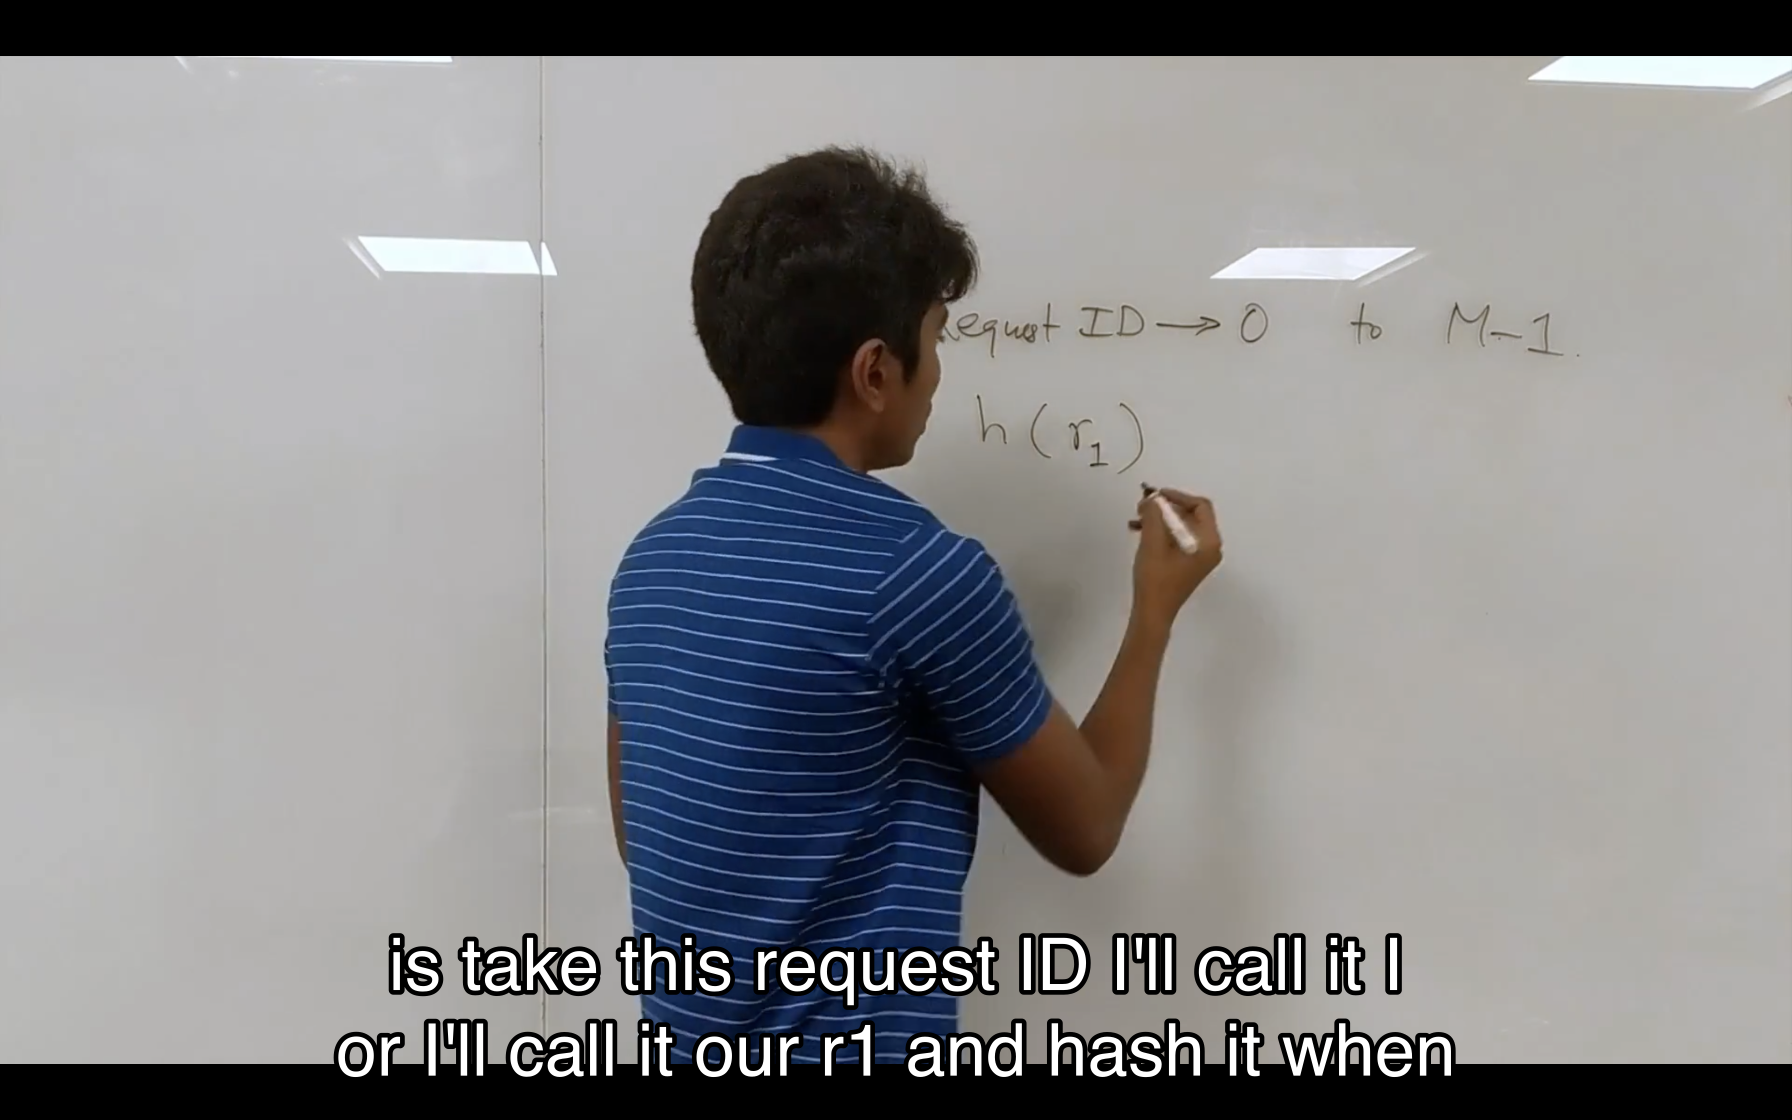 Request ID → 0 to M-1.
h(r₁)
is take this request ID I'll call it I
or I'll call it our r1 and hash it when